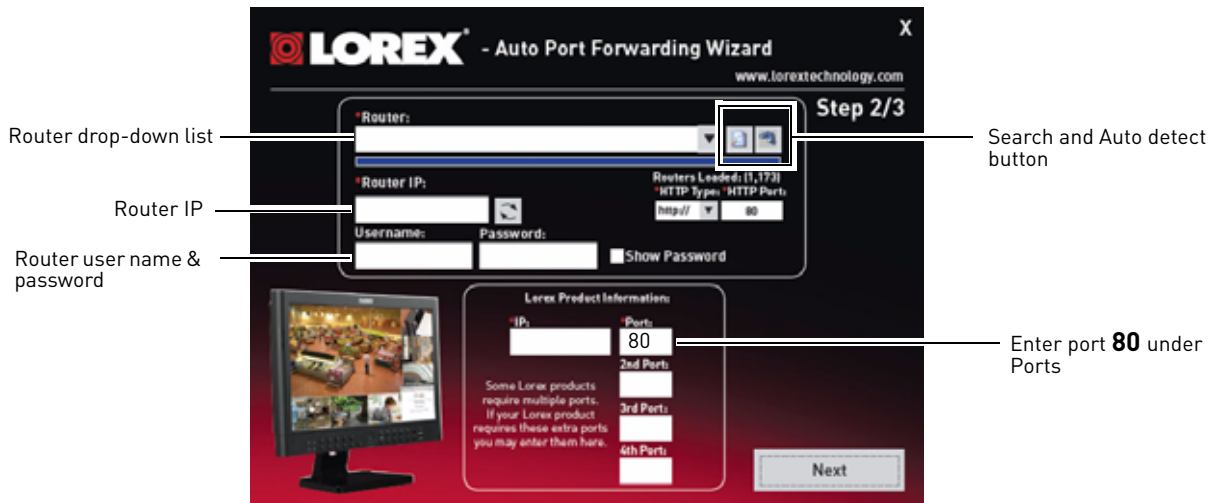 LOREX - Auto Port Forwarding Wizard
X
www.lorextechnology.com
Step 2/3
*Router:
Router drop-down list
Search and Auto detect
button
Routers Loaded: (1,173)
*Router IP:
*HTTP Type: *HTTP Port:
Router IP
http://
80
Username:
Password:
Show Password
Router user name &
password
Lorex Product Information:
*IP:
*Port:
80
Enter port 80 under
Ports
2nd Port:
Some Lorex products
require multiple ports.
If your Lorex product
requires these extra ports
you may enter them here.
3rd Port:
4th Port:
Next